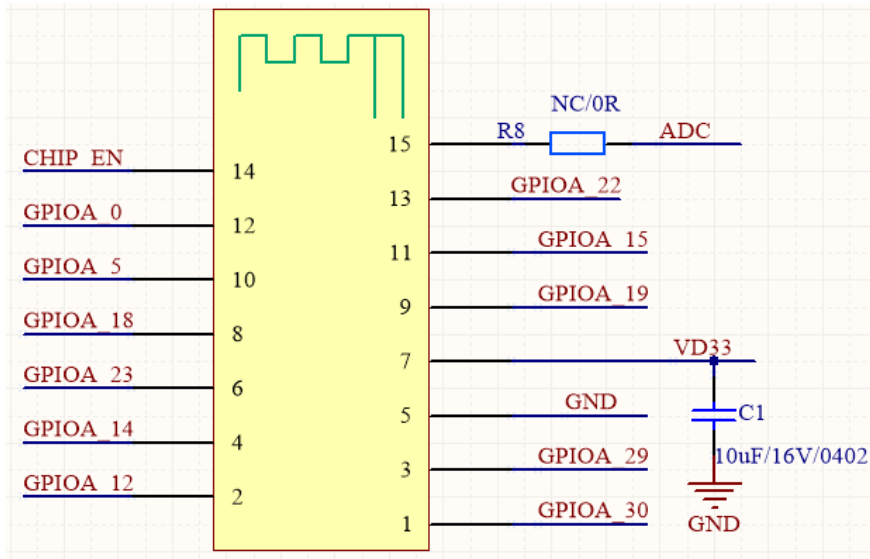 NC/0R
R8
ADC
15
CHIP_EN
14
GPIOA_22
13
GPIOA_0
12
GPIOA_15
11
GPIOA_5
10
GPIOA_19
9
GPIOA_18
8
VD33
7
GPIOA_23
6
GND
5
C1
GPIOA_14
4
GPIOA_29
3
10uF/16V/0402
GPIOA_12
2
GPIOA_30
1
GND